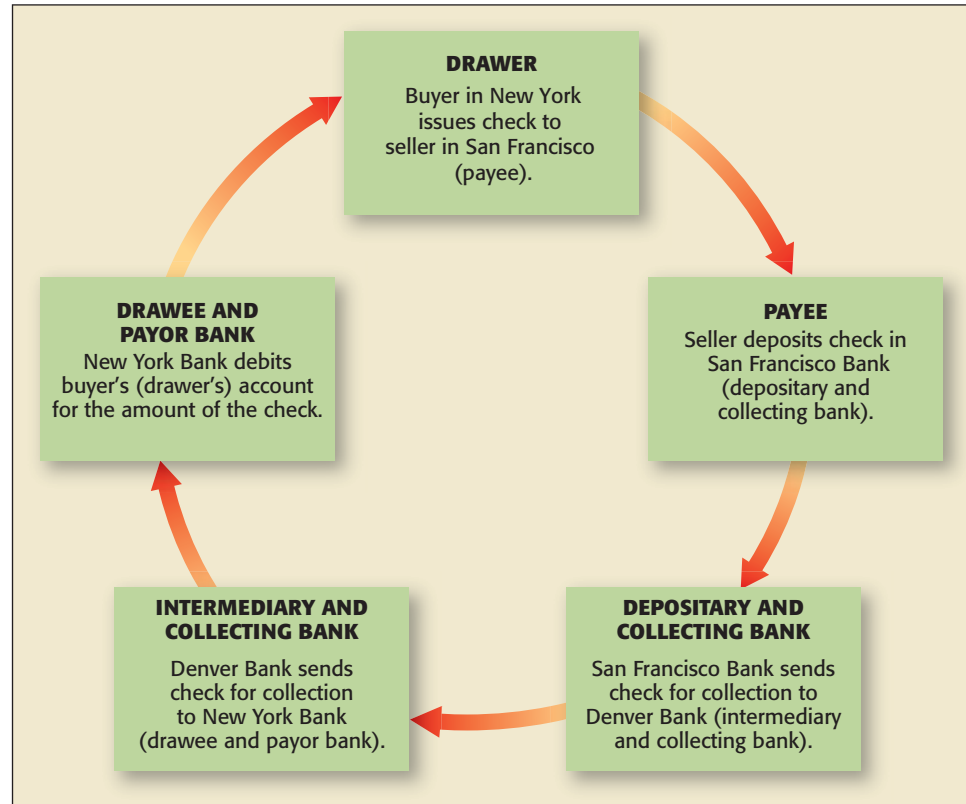 DRAWER
Buyer in New York
issues check to
seller in San Francisco
(payee).
PAYEE
Seller deposits check in
San Francisco Bank
(depositary and
collecting bank).
DEPOSITARY AND
COLLECTING BANK
San Francisco Bank sends
check for collection to
Denver Bank (intermediary
and collecting bank).
INTERMEDIARY AND
COLLECTING BANK
Denver Bank sends
check for collection
to New York Bank
(drawee and payor bank).
DRAWEE AND
PAYOR BANK
New York Bank debits
buyer's (drawer's) account
for the amount of the check.